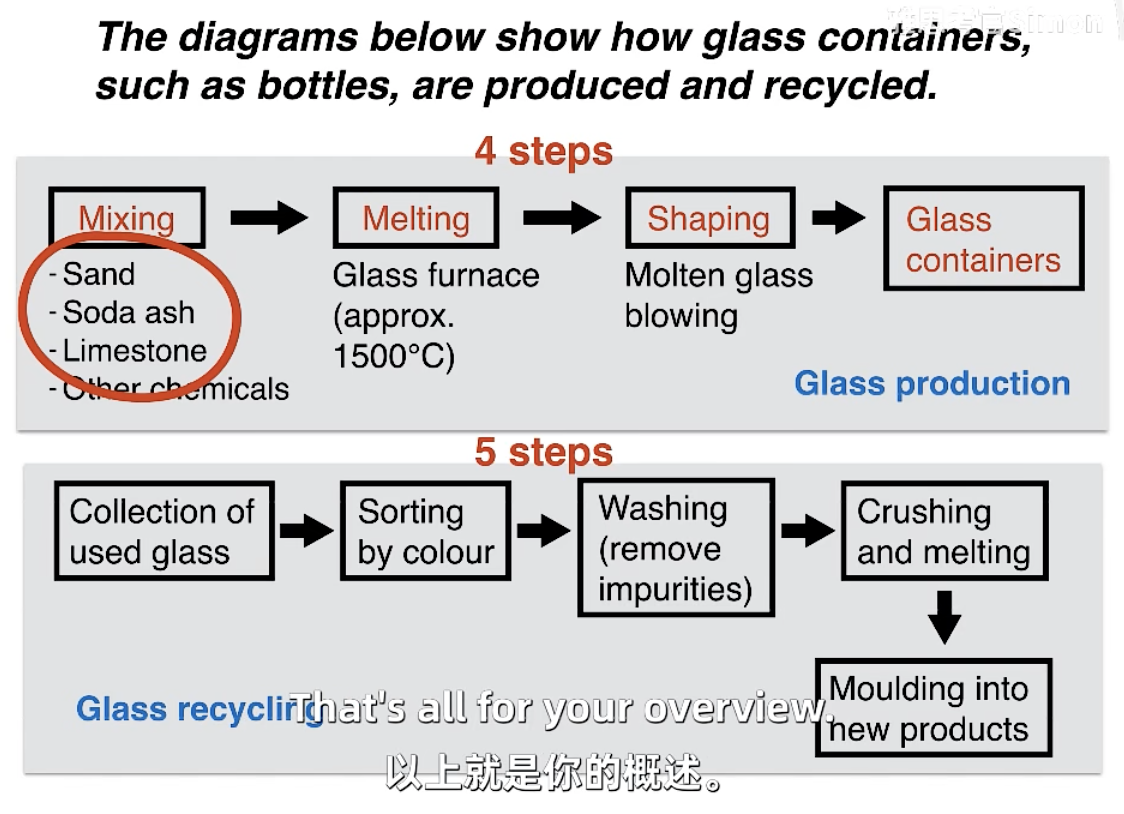 The diagrams below show how glass containers,
such as bottles, are produced and recycled.
4 steps
Mixing
- Sand
- Soda ash
- Limestone
- Other chemicals
Melting
Glass furnace
(approx.
1500°C)
Shaping
Molten glass
blowing
Glass
containers
Glass production
5 steps
Collection of
used glass
Sorting
by colour
Washing
(remove
impurities)
Crushing
and melting
Moulding into
new products
Glass recycling
That's all for your overview.
以上就是你的概述。